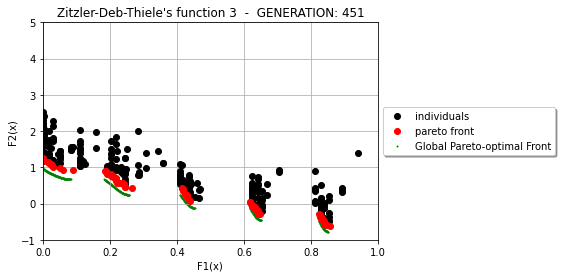 Zitzler-Deb-Thiele's function 3 - GENERATION: 451
5
4
3
2
1
0
−1
F2(x)
0.0 0.2 0.4 0.6 0.8 1.0
F1(x)
individuals
pareto front
Global Pareto-optimal Front